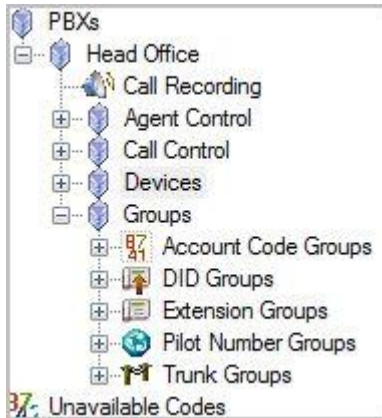 PBXs
Head Office
Call Recording
Agent Control
Call Control
Devices
Groups
Account Code Groups
DID Groups
Extension Groups
Pilot Number Groups
Trunk Groups
Unavailable Codes